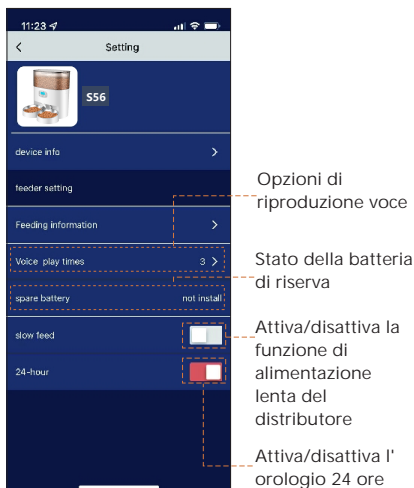 11:23
Setting
S56
device info
feeder setting
Feeding information
Voice play times 3
spare battery not install
slow feed
24-hour
Opzioni di
riproduzione voce
Stato della batteria
di riserva
Attiva/disattiva la
funzione di
alimentazione
lenta del
distributore
Attiva/disattiva l'
orologio 24 ore